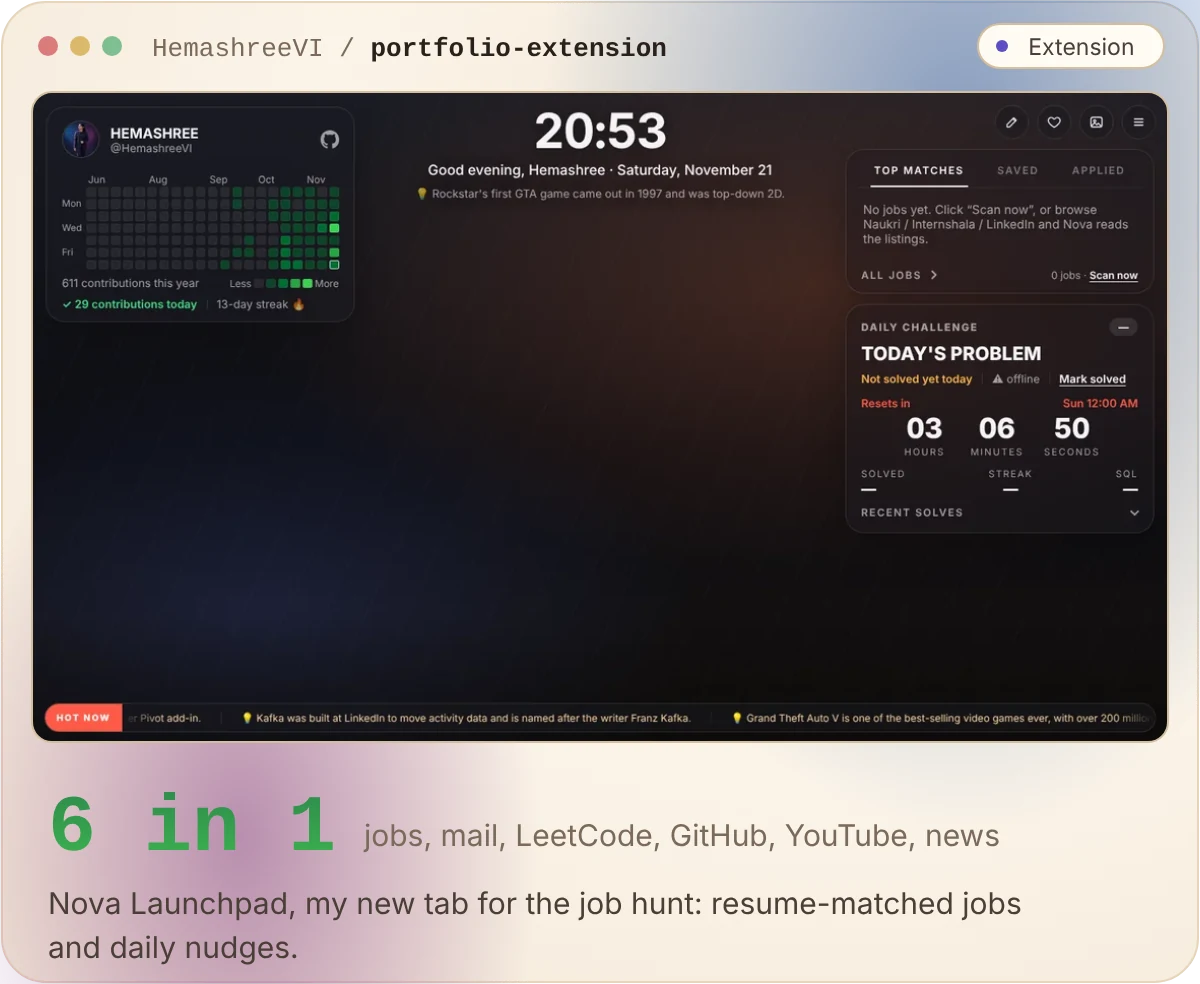 HemashreeVI / portfolio-extension
Extension
HEMASHREE
@HemashreeVI
Jun Aug Sep Oct Nov
Mon
Wed
Fri
611 contributions this year
Less More
✓ 29 contributions today
13-day streak 🔥
20:53
Good evening, Hemashree · Saturday, November 21
💡 Rockstar's first GTA game came out in 1997 and was top-down 2D.
TOP MATCHES SAVED APPLIED
No jobs yet. Click “Scan now”, or browse
Naukri / Internshala / LinkedIn and Nova reads
the listings.
ALL JOBS
0 jobs · Scan now
DAILY CHALLENGE
TODAY'S PROBLEM
Not solved yet today
⚠ offline
Mark solved
Resets in
Sun 12:00 AM
03 06 50
HOURS MINUTES SECONDS
SOLVED STREAK SQL
— — —
RECENT SOLVES
HOT NOW
er Pivot add-in.
💡 Kafka was built at LinkedIn to move activity data and is named after the writer Franz Kafka.
💡 Grand Theft Auto V is one of the best-selling video games ever, with over 200
6 in 1
jobs, mail, LeetCode, GitHub, YouTube, news
Nova Launchpad, my new tab for the job hunt: resume-matched jobs
and daily nudges.